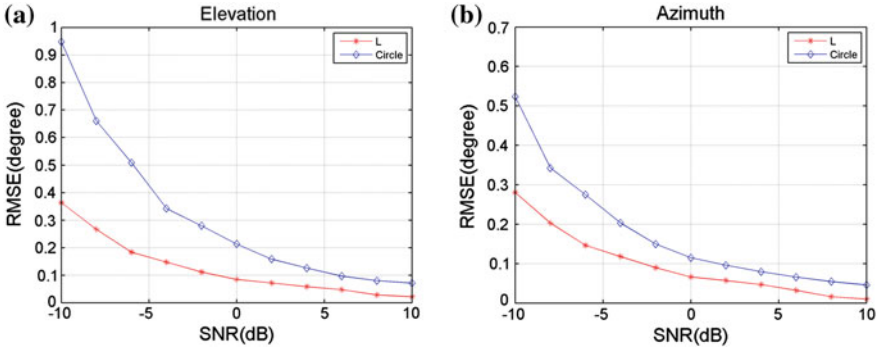 (a)
Elevation
1
0.9
0.8
0.7
0.6
0.5
0.4
0.3
0.2
0.1
0
RMSE(degree)
L
Circle
-10
-5
0
5
10
SNR(dB)
(b)
Azimuth
0.7
0.6
0.5
0.4
0.3
0.2
0.1
0
RMSE(degree)
L
Circle
-10
-5
0
5
10
SNR(dB)